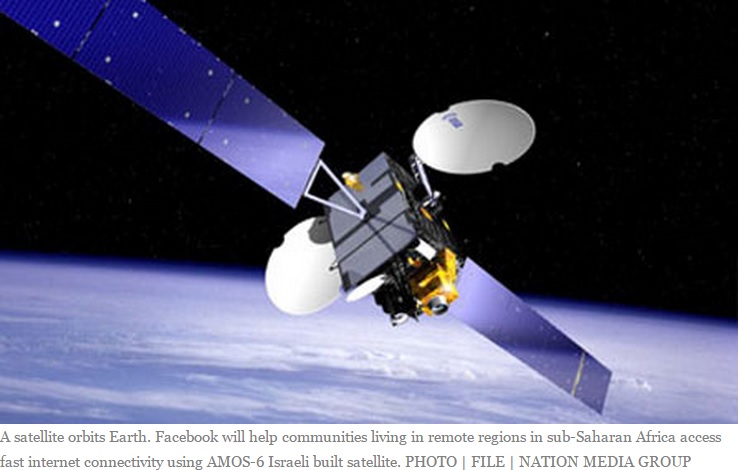 A satellite orbits Earth. Facebook will help communities living in remote regions in sub-Saharan Africa access
fast internet connectivity using AMOS-6 Israeli built satellite. PHOTO | FILE | NATION MEDIA GROUP